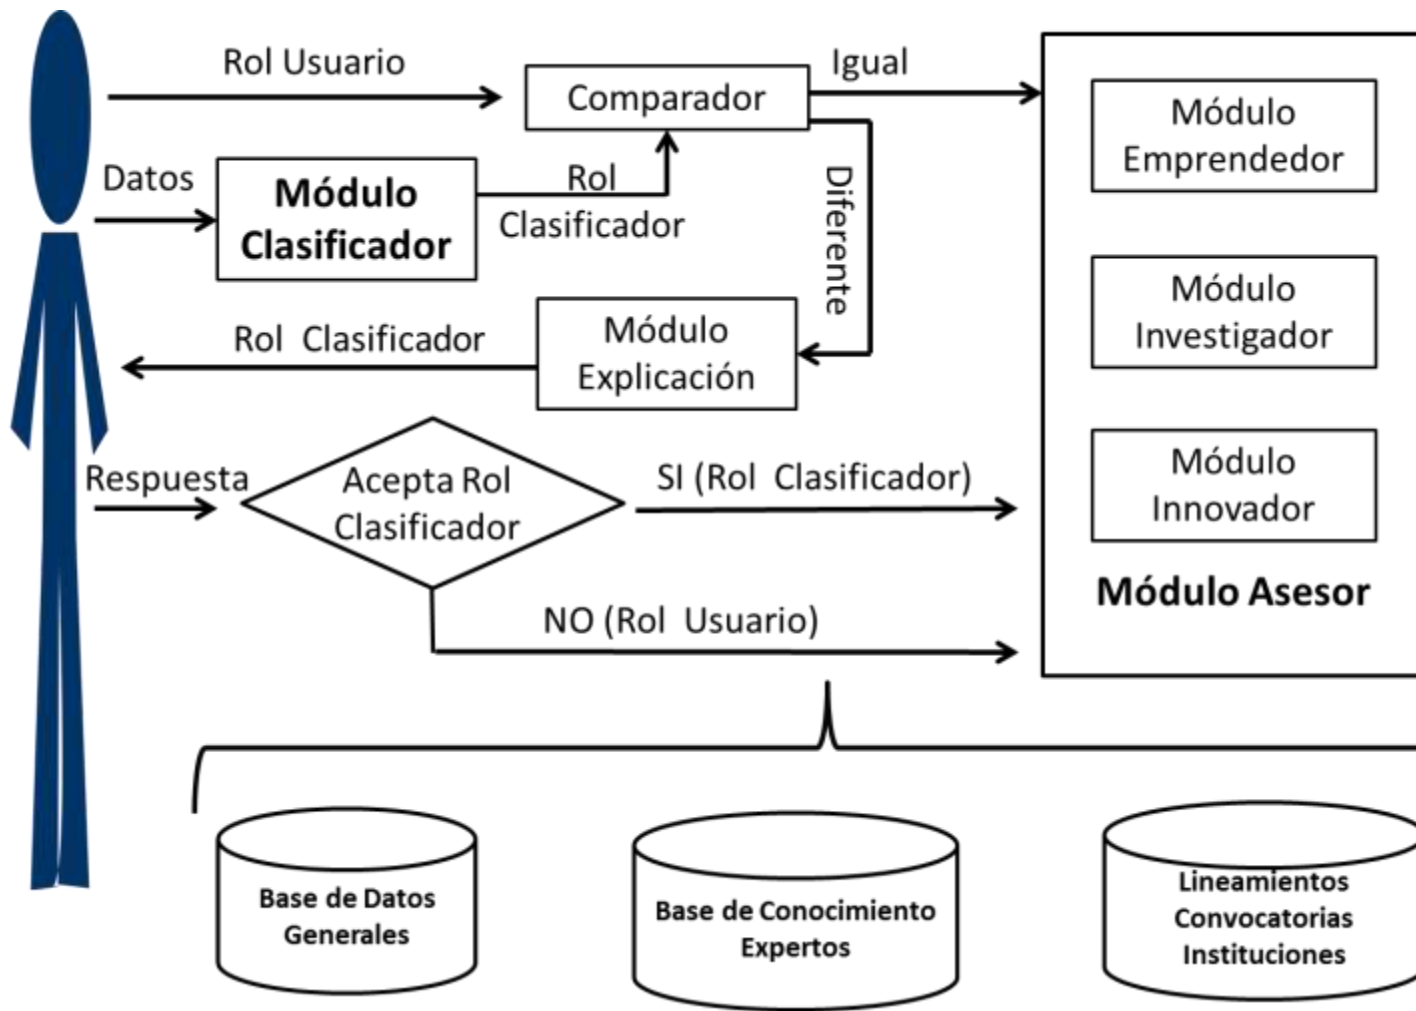 Rol Usuario
Comparador
Igual
Módulo
Emprendedor
Datos
Módulo
Clasificador
Rol
Clasificador
Diferente
Módulo
Investigador
Rol Clasificador
Módulo
Explicación
Respuesta
Acepta Rol
Clasificador
SI (Rol Clasificador)
Módulo
Innovador
Módulo Asesor
NO (Rol Usuario)
Base de Datos
Generales
Base de Conocimiento
Expertos
Lineamientos
Convocatorias
Instituciones